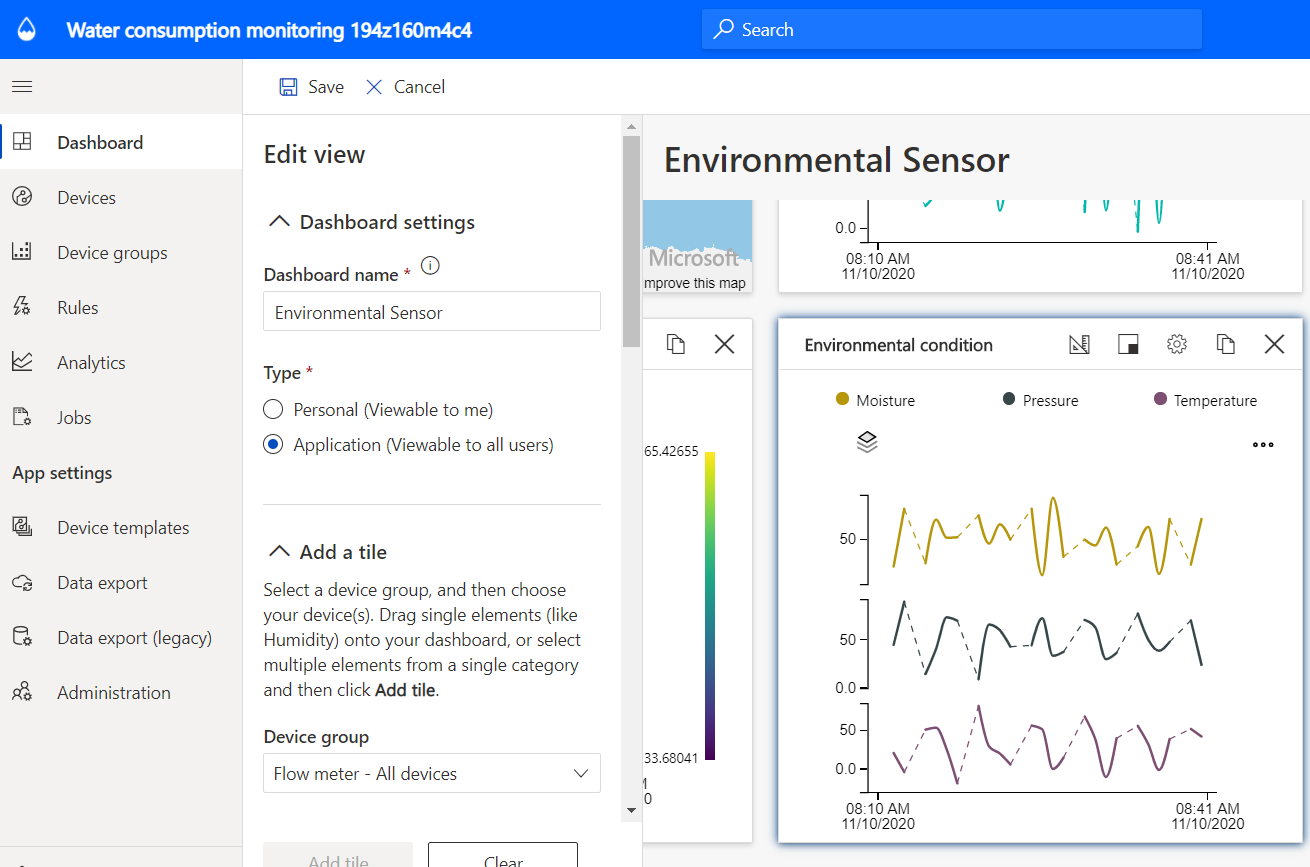 Water consumption monitoring 194z160m4c4
Search
Save
Cancel
Dashboard
Devices
Device groups
Rules
Analytics
Jobs
App settings
Device templates
Data export
Data export (legacy)
Administration
Edit view
Dashboard settings
Dashboard name *
Environmental Sensor
Type *
Personal (Viewable to me)
Application (Viewable to all users)
Add a tile
Select a device group, and then choose
your device(s). Drag single elements (like
Humidity) onto your dashboard, or select
multiple elements from a single category
and then click Add tile.
Device group
Flow meter - All devices
Add tile
Clear
Environmental Sensor
Microsoft
mprove this map
0.0
08:10 AM
11/10/2020
08:41 AM
11/10/2020
65.42655
33.68041
M
0
Environmental condition
Moisture
Pressure
Temperature
50
50
0.0
50
0.0
08:10 AM
11/10/2020
08:41 AM
11/10/2020